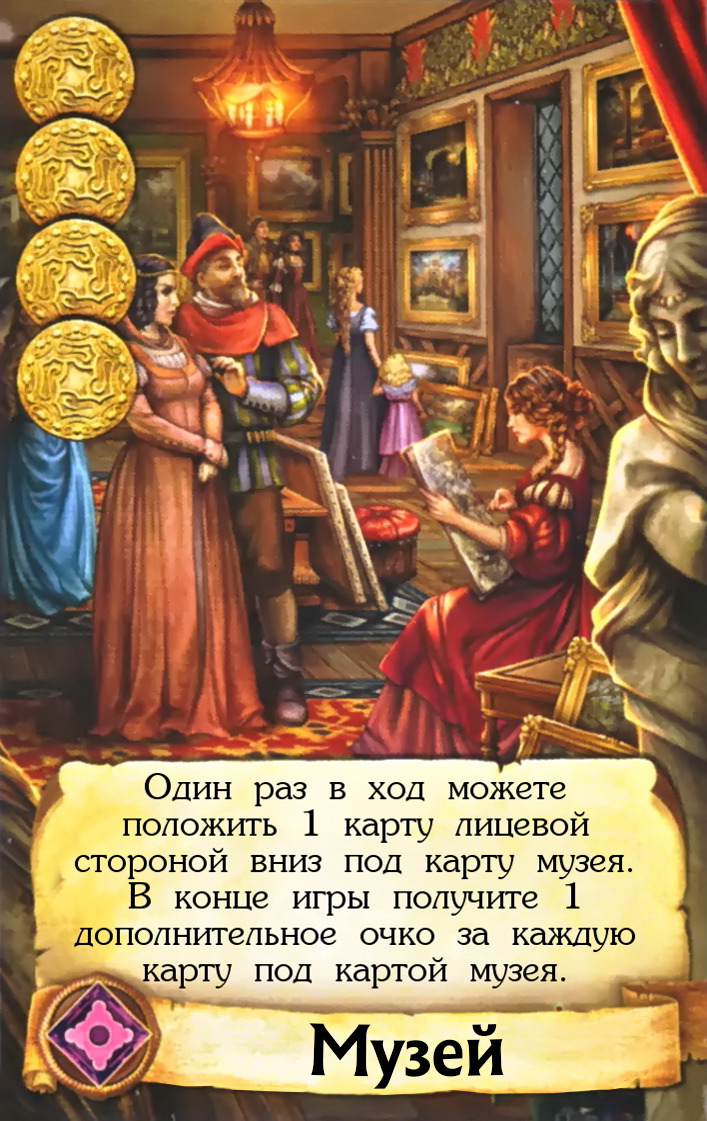 Один раз в ход можете
положить 1 карту лицевой
стороной вниз под карту музея.
В конце игры получите 1
дополнительное очко за каждую
карту под картой музея.
Музей